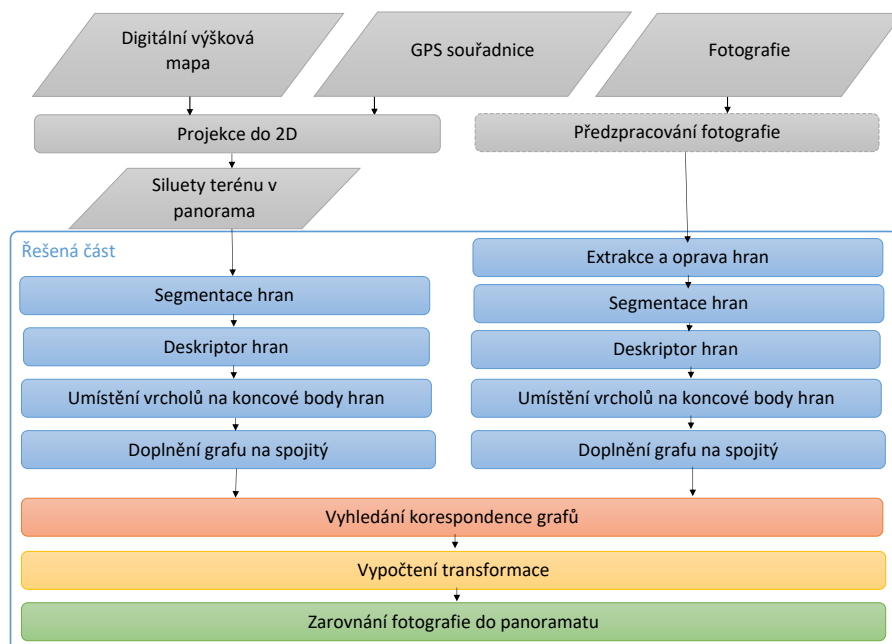 Digitální výšková
mapa
GPS souřadnice
Fotografie
Projekce do 2D
Předzpracování fotografie
Siluety terénu v
panorama
Řešená část
Extrakce a oprava hran
Segmentace hran
Segmentace hran
Deskriptor hran
Deskriptor hran
Umístění vrcholů na koncové body hran
Umístění vrcholů na koncové body hran
Doplnění grafu na spojitý
Doplnění grafu na spojitý
Vyhledání korespondence grafů
Vypočtení transformace
Zarovnání fotografie do panoramatu